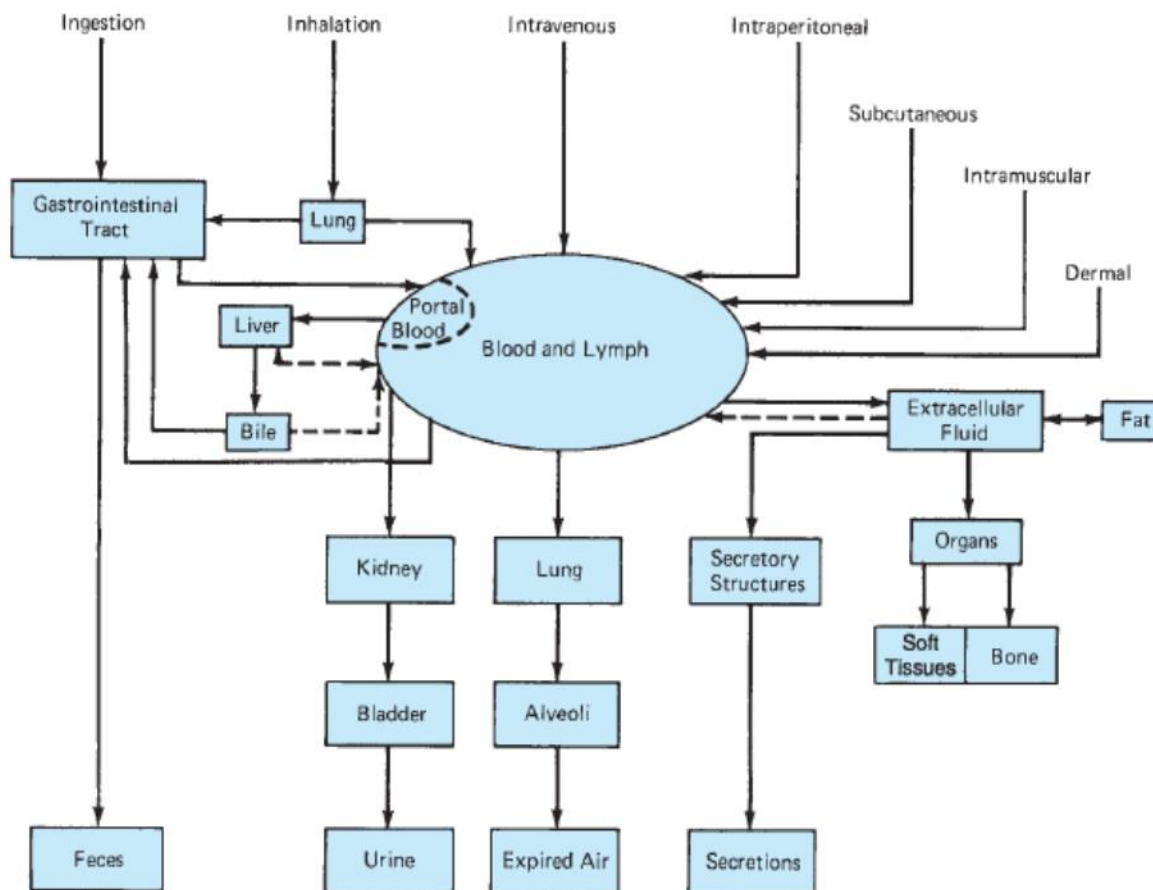 Ingestion
Inhalation
Intravenous
Intraperitoneal
Subcutaneous
Intramuscular
Dermal
Gastrointestinal
Tract
Lung
Portal
Blood
Liver
Blood and Lymph
Bile
Extracellular
Fluid
Fat
Kidney
Lung
Secretory
Structures
Organs
Soft
Tissues
Bone
Bladder
Alveoli
Feces
Urine
Expired Air
Secretions